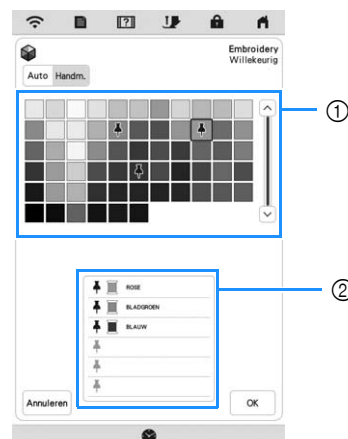 Embroidery
Willekeurig
Auto Handm.
①
②
ROSE
BLADGROEN
BLAUW
Annuleren OK